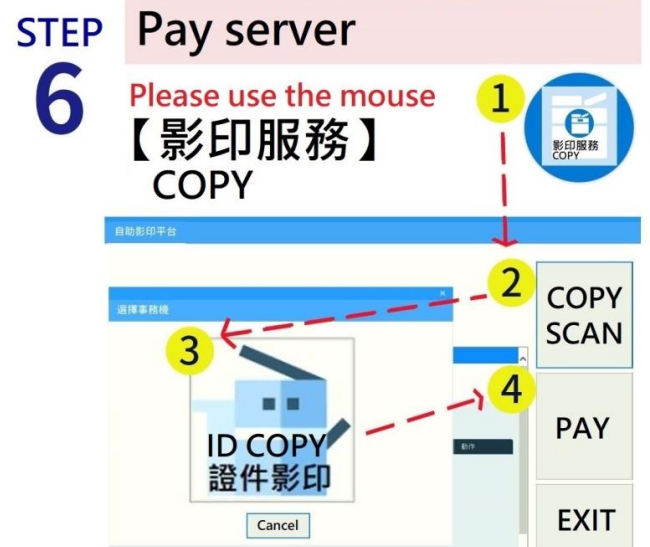 STEP
6
Pay server
Please use the mouse
【影印服務】
COPY
1
影印服務
COPY
自助影印平台
2
COPY
SCAN
選擇事務機
×
3
ID COPY
證件影印
4
動作
PAY
Cancel
EXIT